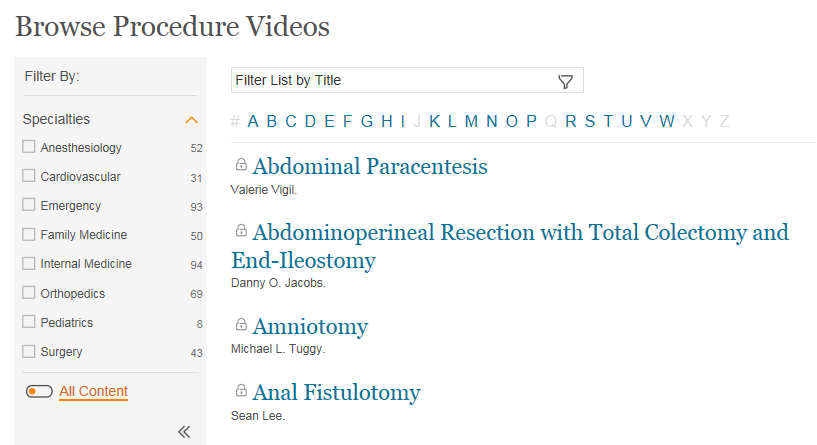 Browse Procedure Videos
Filter By:
Specialties
Anesthesiology 52
Cardiovascular 31
Emergency 93
Family Medicine 50
Internal Medicine 94
Orthopedics 69
Pediatrics 8
Surgery 43
All Content
Filter List by Title
# A B C D E F G H I J K L M N O P Q R S T U V W X Y Z
Abdominal Paracentesis
Valerie Vigil.
Abdominoperineal Resection with Total Colectomy and
End-Ileostomy
Danny O. Jacobs.
Amniotomy
Michael L. Tuggy.
Anal Fistulotomy
Sean Lee.